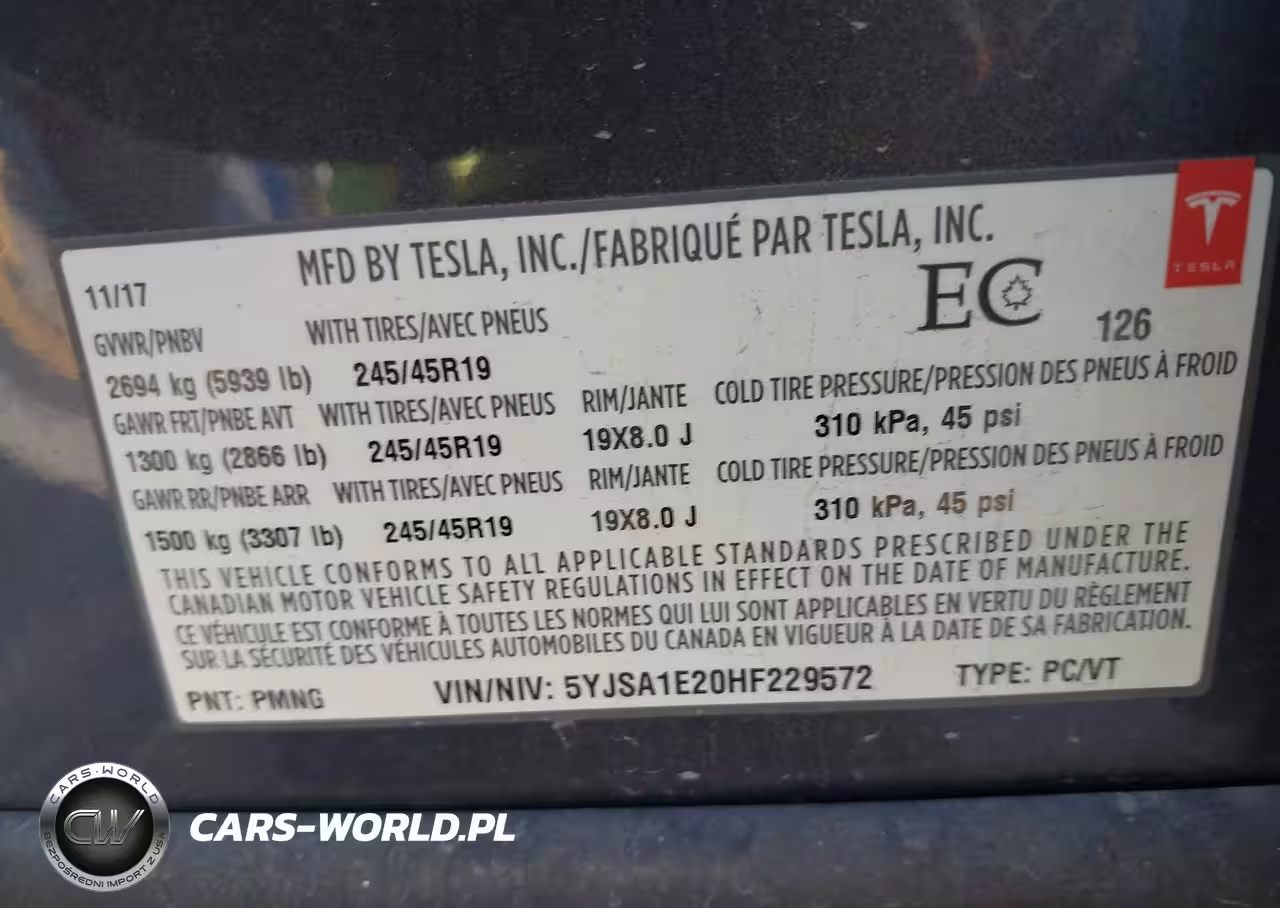 MFD BY TESLA, INC./FABRIQUÉ PAR TESLA, INC.
TESLA
11/17
EC
126
GVWR/PNBV WITH TIRES/AVEC PNEUS
2694 kg (5939 lb) 245/45R19
GAWR FRT/PNBE AVT WITH TIRES/AVEC PNEUS RIM/JANTE COLD TIRE PRESSURE/PRESSION DES PNEUS À FROID
1300 kg (2866 lb) 245/45R19 19X8.0 J 310 kPa, 45 psi
GAWR RR/PNBE ARR WITH TIRES/AVEC PNEUS RIM/JANTE COLD TIRE PRESSURE/PRESSION DES PNEUS À FROID
1500 kg (3307 lb) 245/45R19 19X8.0 J 310 kPa, 45 psi
THIS VEHICLE CONFORMS TO ALL APPLICABLE STANDARDS PRESCRIBED UNDER THE
CANADIAN MOTOR VEHICLE SAFETY REGULATIONS IN EFFECT ON THE DATE OF MANUFACTURE.
CE VÉHICULE EST CONFORME À TOUTES LES NORMES QUI LUI SONT APPLICABLES EN VERTU DU RÈGLEMENT
SUR LA SÉCURITÉ DES VÉHICULES AUTOMOBILES DU CANADA EN VIGUEUR À LA DATE DE SA FABRICATION.
PNT: PMNG VIN/NIV: 5YJSA1E20HF229572 TYPE: PC/VT
CARS-WORLD
CW
BEZPOŚREDNI IMPORT Z USA
CARS-WORLD.PL